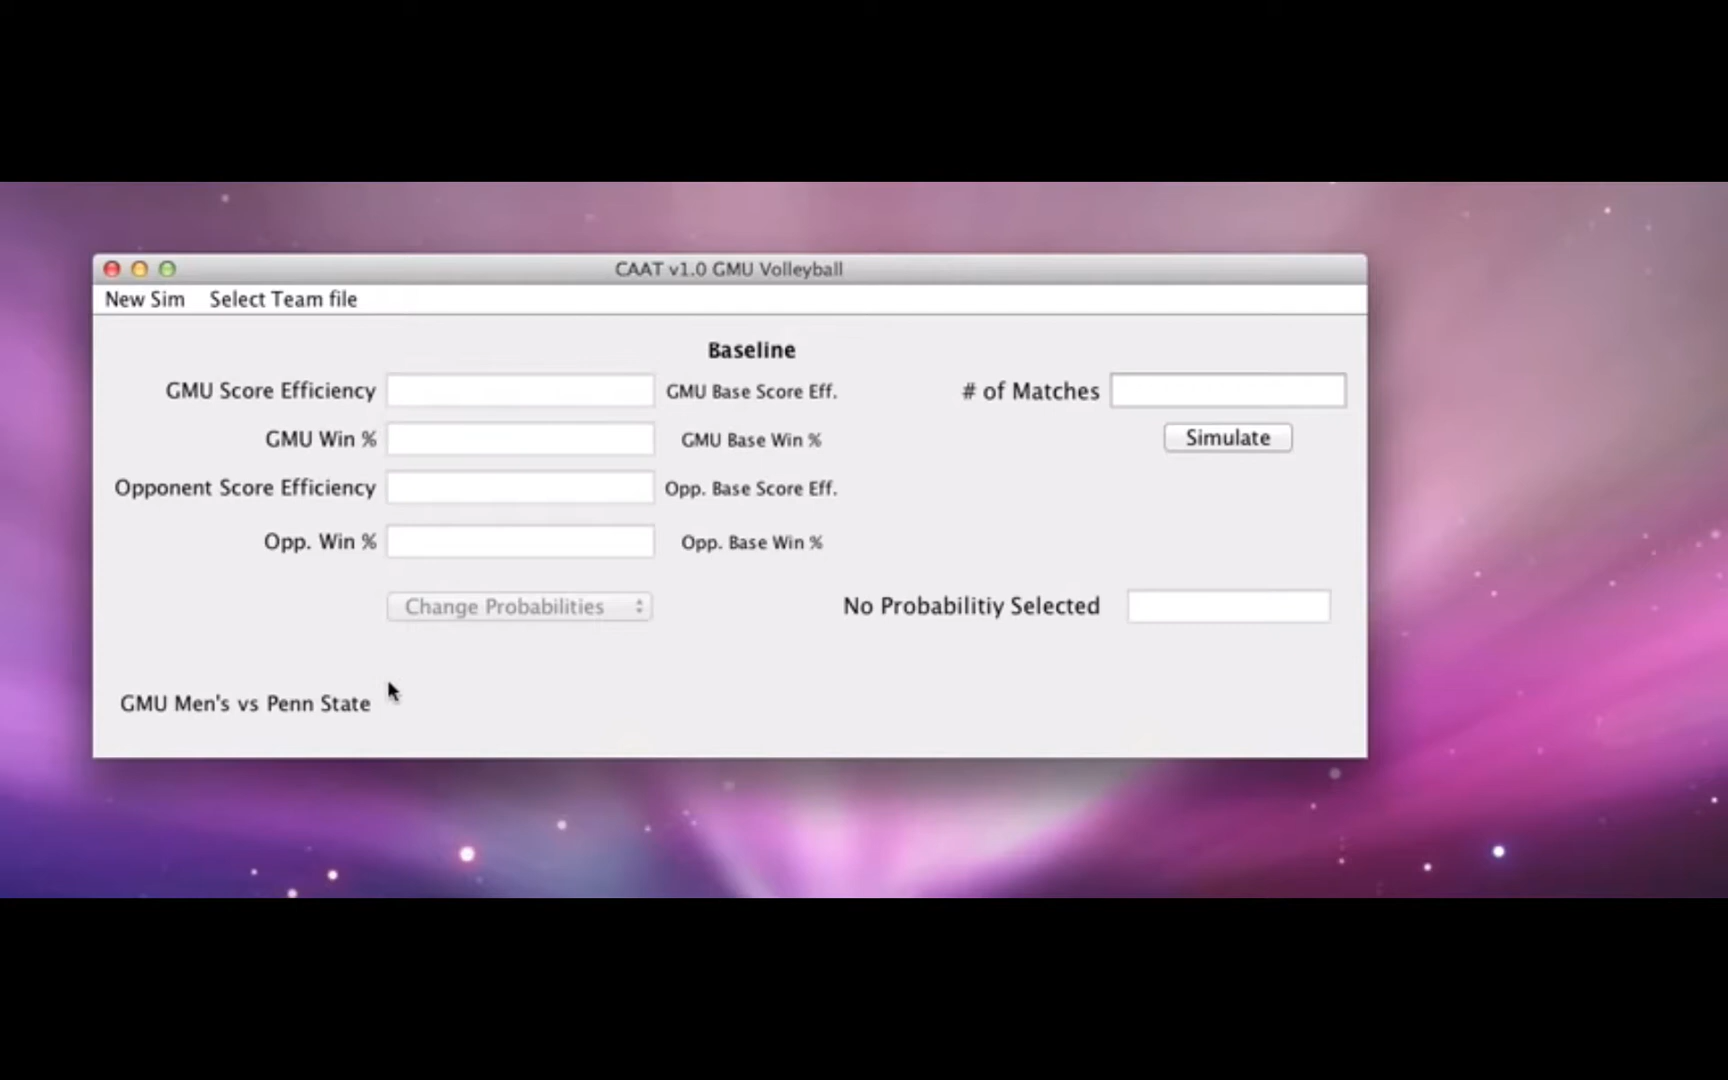 CAAT v1.0 GMU Volleyball
New Sim Select Team file
Baseline
GMU Score Efficiency GMU Base Score Eff. # of Matches
GMU Win % GMU Base Win % Simulate
Opponent Score Efficiency Opp. Base Score Eff.
Opp. Win % Opp. Base Win %
Change Probabilities No Probabilitiy Selected
GMU Men's vs Penn State